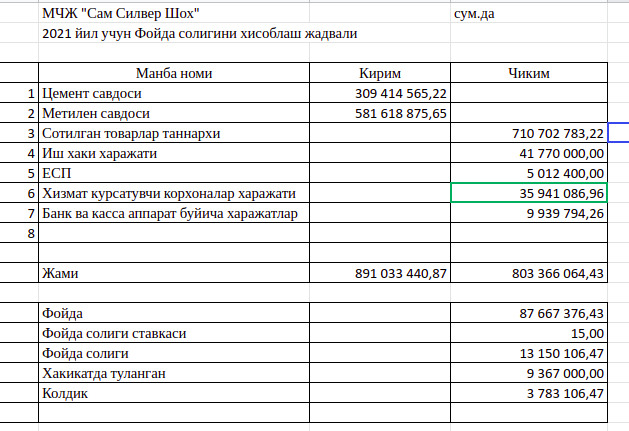 МЧЖ "Сам Силвер Шох" сум.да
2021 йил учун Фойда солигини хисоблаш жадвали
Манба номи Кирим Чиким
1 Цемент савдоси 309 414 565,22
2 Метилен савдоси 581 618 875,65
3 Сотилган товарлар таннархи 710 702 783,22
4 Иш хаки харажати 41 770 000,00
5 ЕСП 5 012 400,00
6 Хизмат курсатувчи корхоналар харажати 35 941 086,96
7 Банк ва касса аппарат буйича харажатлар 9 939 794,26
8
Жами 891 033 440,87 803 366 064,43
Фойда 87 667 376,43
Фойда солиги ставкаси 15,00
Фойда солиги 13 150 106,47
Хакикатда туланган 9 367 000,00
Колдик 3 783 106,47